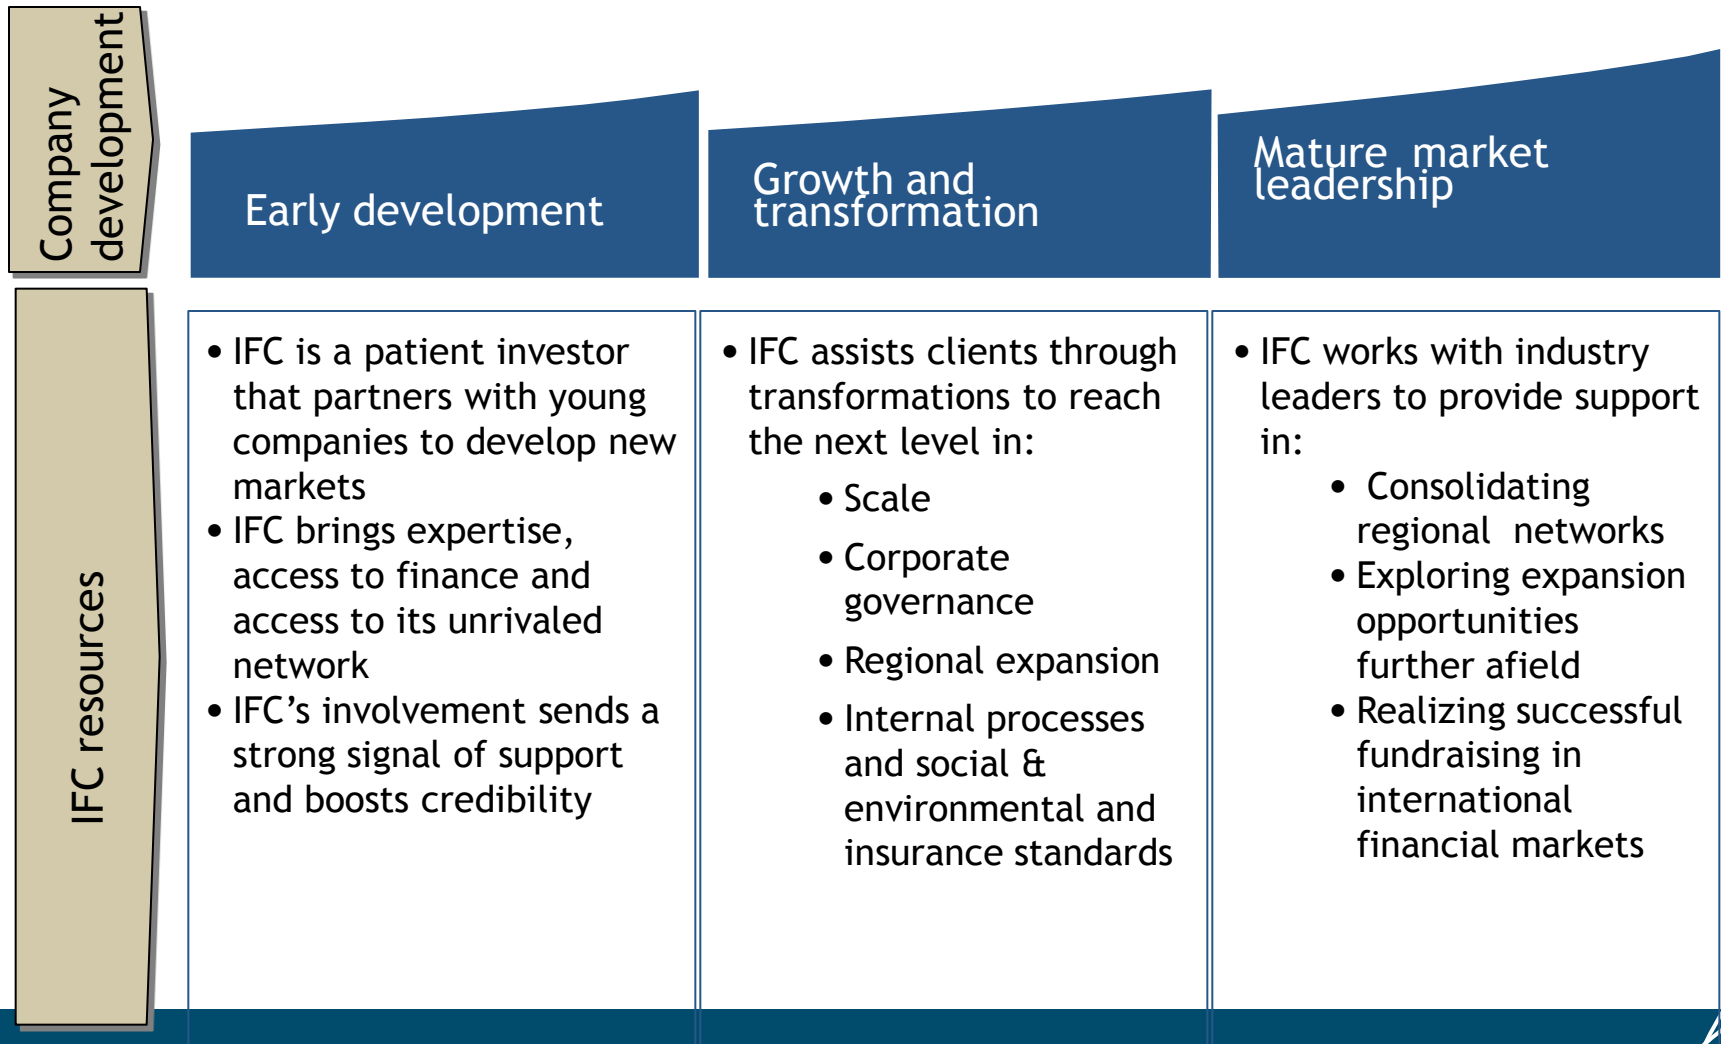 Company
development
Early development
Growth and
transformation
Mature market
leadership
IFC resources
• IFC is a patient investor
that partners with young
companies to develop new
markets
• IFC brings expertise,
access to finance and
access to its unrivaled
network
• IFC’s involvement sends a
strong signal of support
and boosts credibility
• IFC assists clients through
transformations to reach
the next level in:
• Scale
• Corporate
governance
• Regional expansion
• Internal processes
and social &
environmental and
insurance standards
• IFC works with industry
leaders to provide support
in:
• Consolidating
regional networks
• Exploring expansion
opportunities
further afield
• Realizing successful
fundraising in
international
financial markets